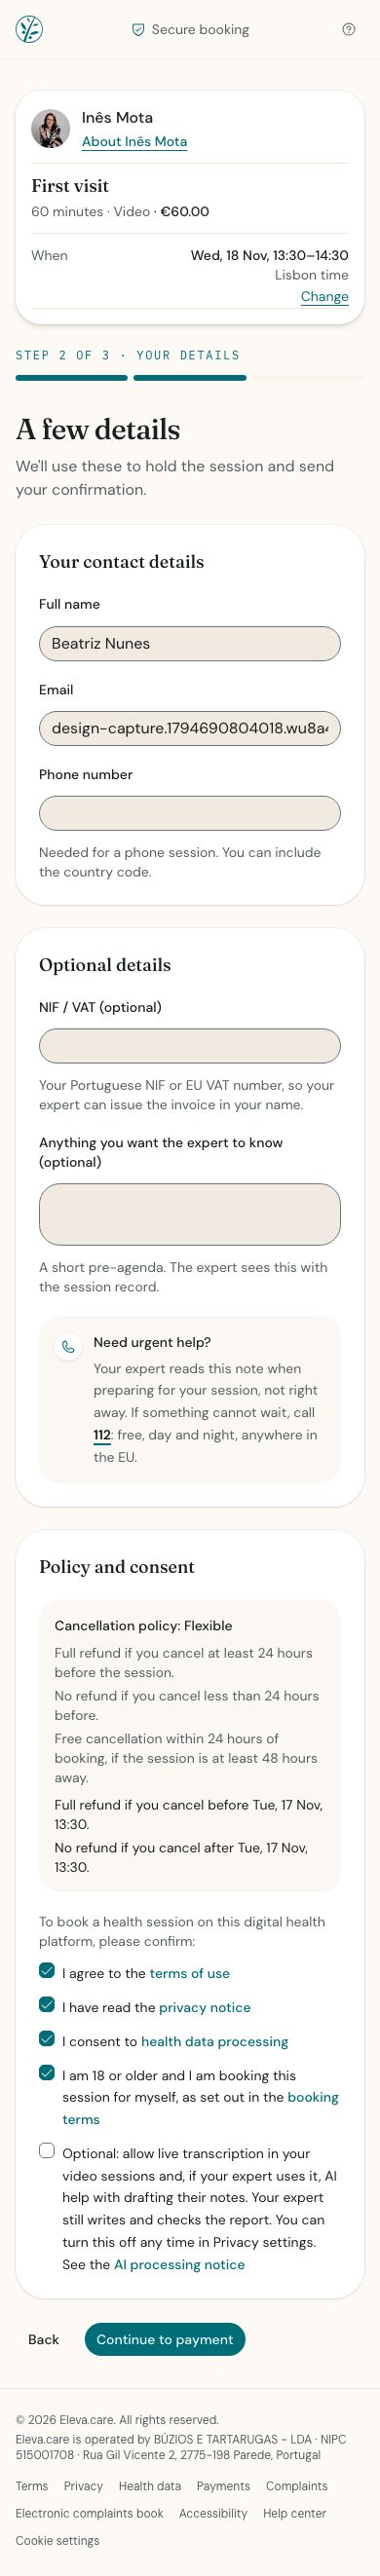 Secure booking
Inês Mota
About Inês Mota
First visit
60 minutes · Video · €60.00
When
Wed, 18 Nov, 13:30–14:30
Lisbon time
Change
STEP 2 OF 3 · YOUR DETAILS
A few details
We'll use these to hold the session and send
your confirmation.
Your contact details
Full name
Beatriz Nunes
Email
design-capture.1794690804018.wu8a4
Phone number
Needed for a phone session. You can include
the country code.
Optional details
NIF / VAT (optional)
Your Portuguese NIF or EU VAT number, so your
expert can issue the invoice in your name.
Anything you want the expert to know
(optional)
A short pre-agenda. The expert sees this with
the session record.
Need urgent help?
Your expert reads this note when
preparing for your session, not right
away. If something cannot wait, call
112: free, day and night, anywhere in
the EU.
Policy and consent
Cancellation policy: Flexible
Full refund if you cancel at least 24 hours
before the session.
No refund if you cancel less than 24 hours
before.
Free cancellation within 24 hours of
booking, if the session is at least 48 hours
away.
Full refund if you cancel before Tue, 17 Nov,
13:30.
No refund if you cancel after Tue, 17 Nov,
13:30.
To book a health session on this digital health
platform, please confirm:
I agree to the terms of use
I have read the privacy notice
I consent to health data processing
I am 18 or older and I am booking this
session for myself, as set out in the booking
terms
Optional: allow live transcription in your
video sessions and, if your expert uses it, AI
help with drafting their notes. Your expert
still writes and checks the report. You can
turn this off any time in Privacy settings.
See the AI processing notice
Back
Continue to payment
© 2026 Eleva.care. All rights reserved.
Eleva.care is operated by BÚZIOS E TARTARUGAS - LDA · NIPC
515001708 · Rua Gil Vicente 2, 2775-198 Parede, Portugal
Terms Privacy Health data Payments Complaints
Electronic complaints book Accessibility Help center
Cookie settings